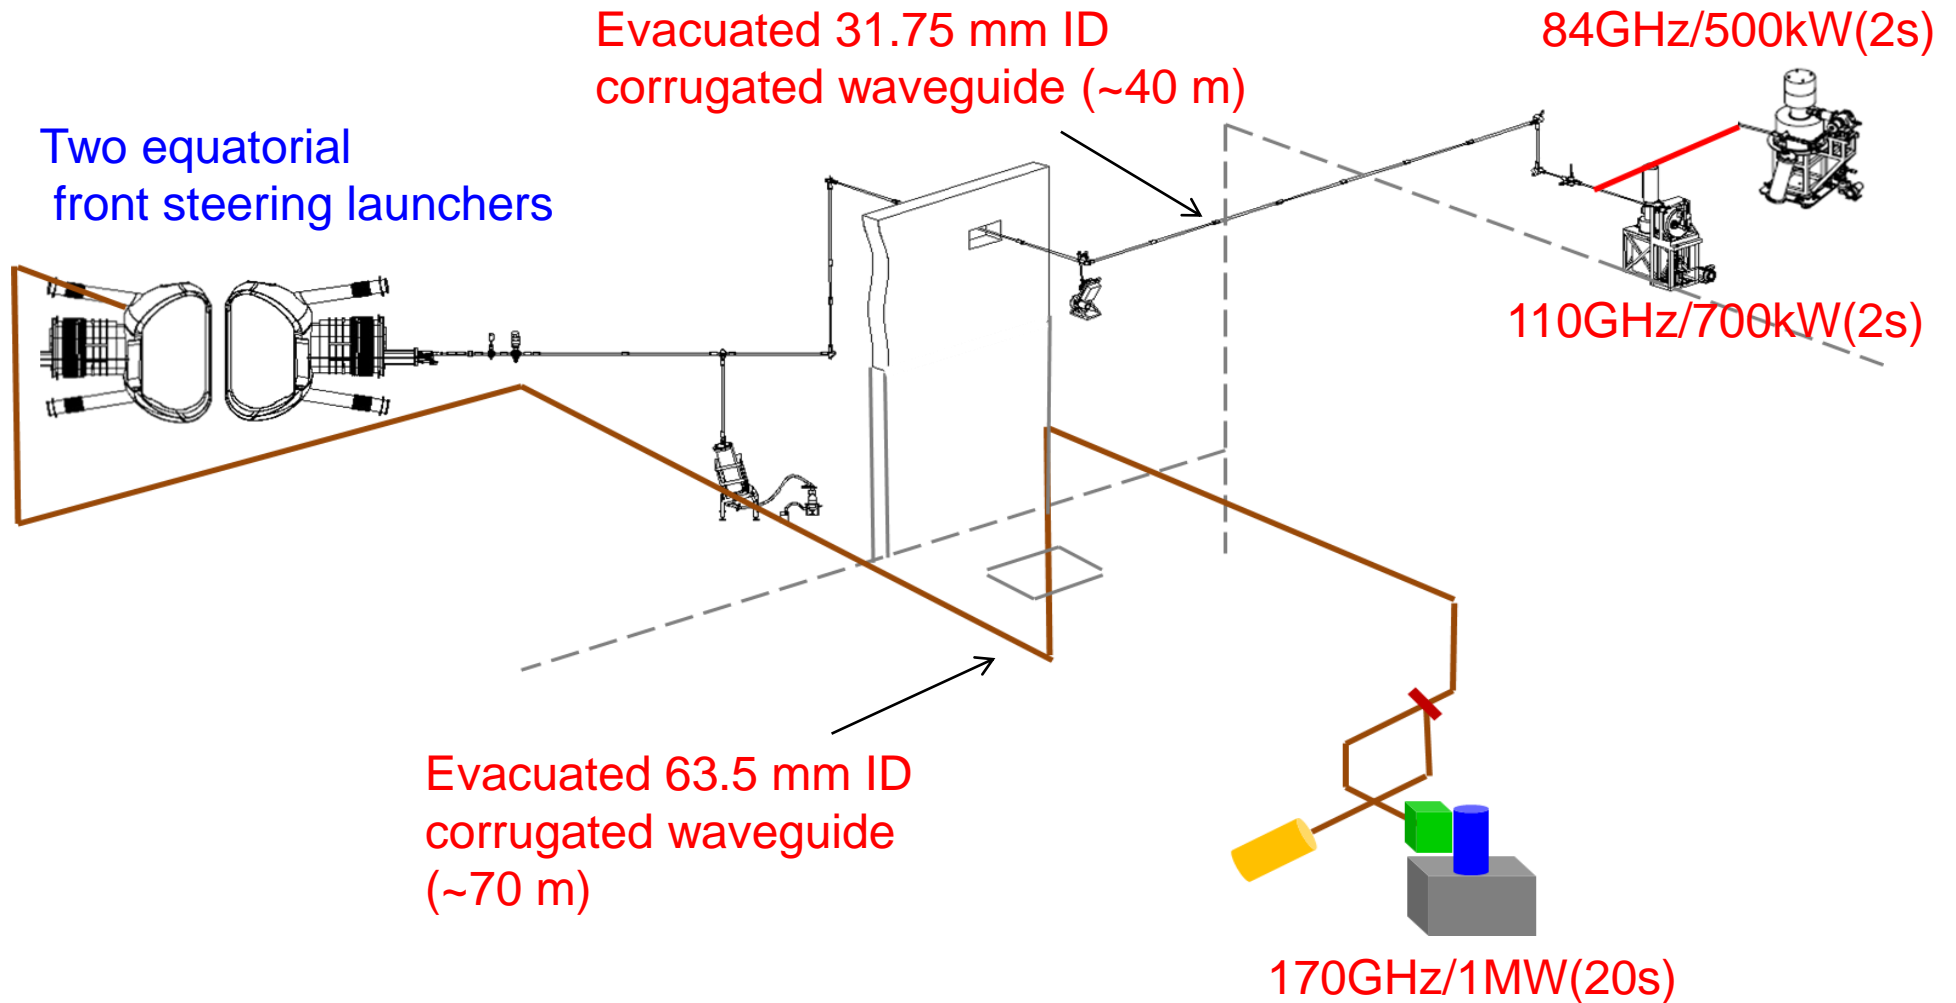 Evacuated 31.75 mm ID
corrugated waveguide (~40 m)
84GHz/500kW(2s)
Two equatorial
front steering launchers
110GHz/700kW(2s)
Evacuated 63.5 mm ID
corrugated waveguide
(~70 m)
170GHz/1MW(20s)